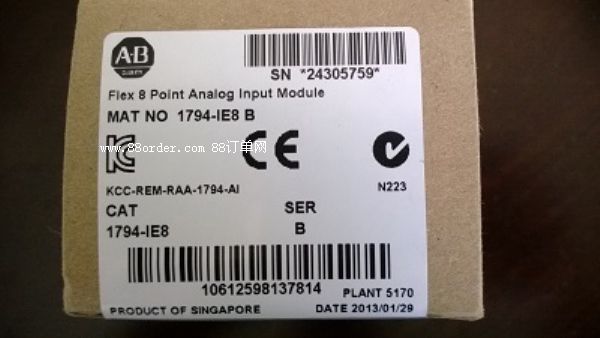 A-B
QUALITY
SN *24305759*
Flex 8 Point Analog Input Module
MAT NO 1794-IE8 B
www.88order.com 88订单网
KCC-REM-RAA-1794-AI
N223
CAT SER
1794-IE8 B
10612598137814
PLANT 5170
PRODUCT OF SINGAPORE DATE 2013/01/29